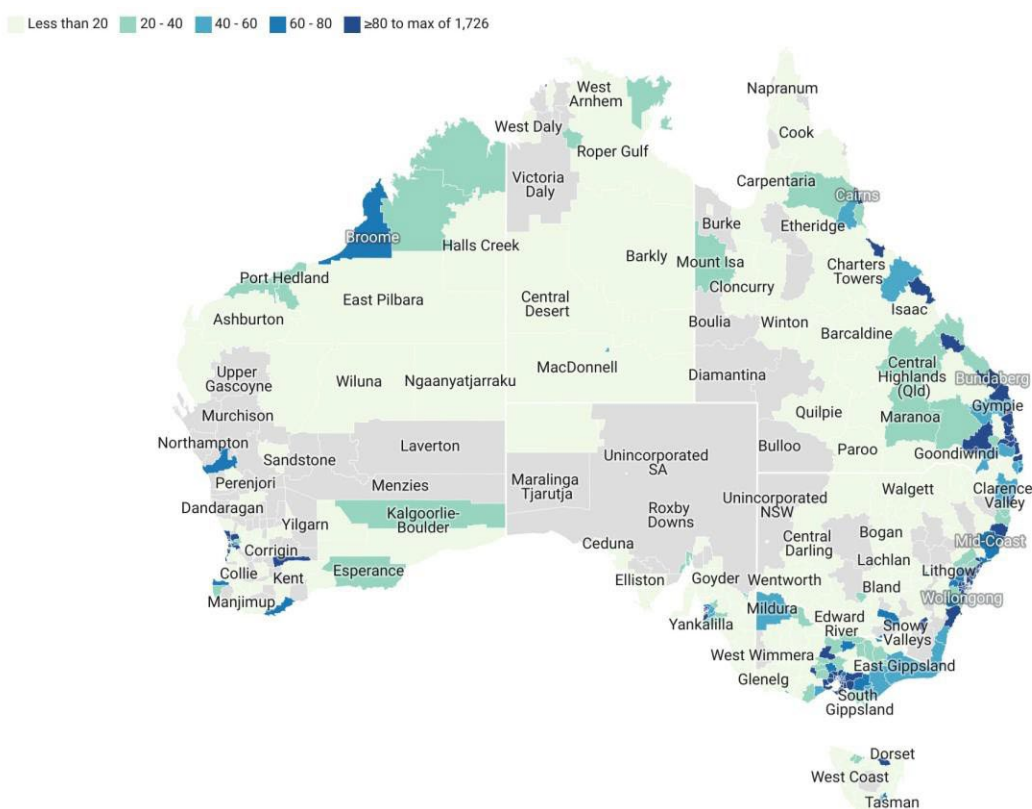 Less than 20 20 - 40 40 - 60 60 - 80 ≥80 to max of 1,726
West
Arnhem
Napranum
West Daly
Cook
Roper Gulf
Victoria
Daly
Carpentaria
Cairns
Burke
Etheridge
Broome
Halls Creek
Barkly
Mount Isa
Charters
Towers
Port Hedland
Cloncurry
East Pilbara
Central
Desert
Isaac
Ashburton
Boulia
Winton
Barcaldine
Upper
Gascoyne
MacDonnell
Central
Highlands
(Qld)
Wiluna
Ngaanyatjarraku
Diamantina
Bundaberg
Murchison
Quilpie
Maranoa
Gympie
Northampton
Laverton
Bulloo
Paroo
Goondiwindi
Sandstone
Unincorporated
SA
Perenjori
Menzies
Maralinga
Tjarutja
Walgett
Clarence
Valley
Dandaragan
Kalgoorlie-
Boulder
Roxby
Downs
Unincorporated
NSW
Yilgarn
Bogan
Mid-Coast
Corrigin
Ceduna
Central
Darling
Lachlan
Collie
Kent
Esperance
Elliston
Goyder
Wentworth
Bland
Lithgow
Manjimup
Mildura
Wollongong
Yankalilla
Edward
River
Snowy
Valleys
West Wimmera
East Gippsland
Glenelg
South
Gippsland
Dorset
West Coast
Tasman